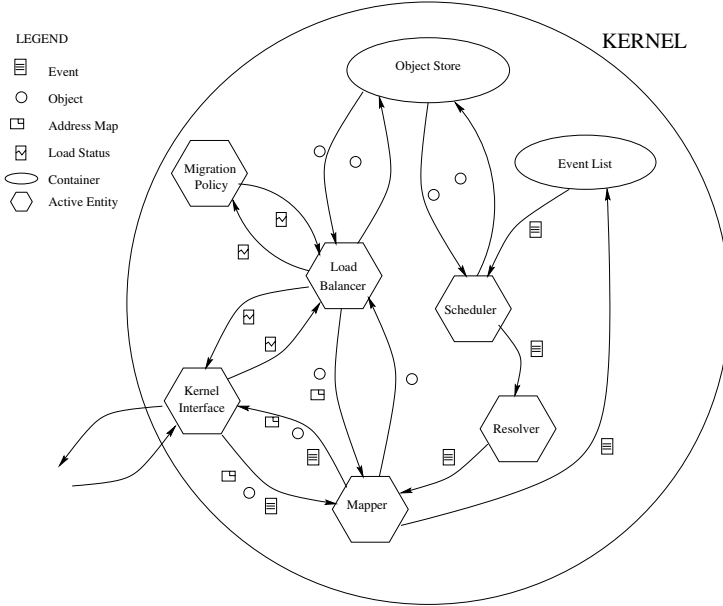 KERNEL
LEGEND
Event
Object
Address Map
Load Status
Container
Active Entity
Object Store
Event List
Migration
Policy
Load
Balancer
Scheduler
Kernel
Interface
Resolver
Mapper